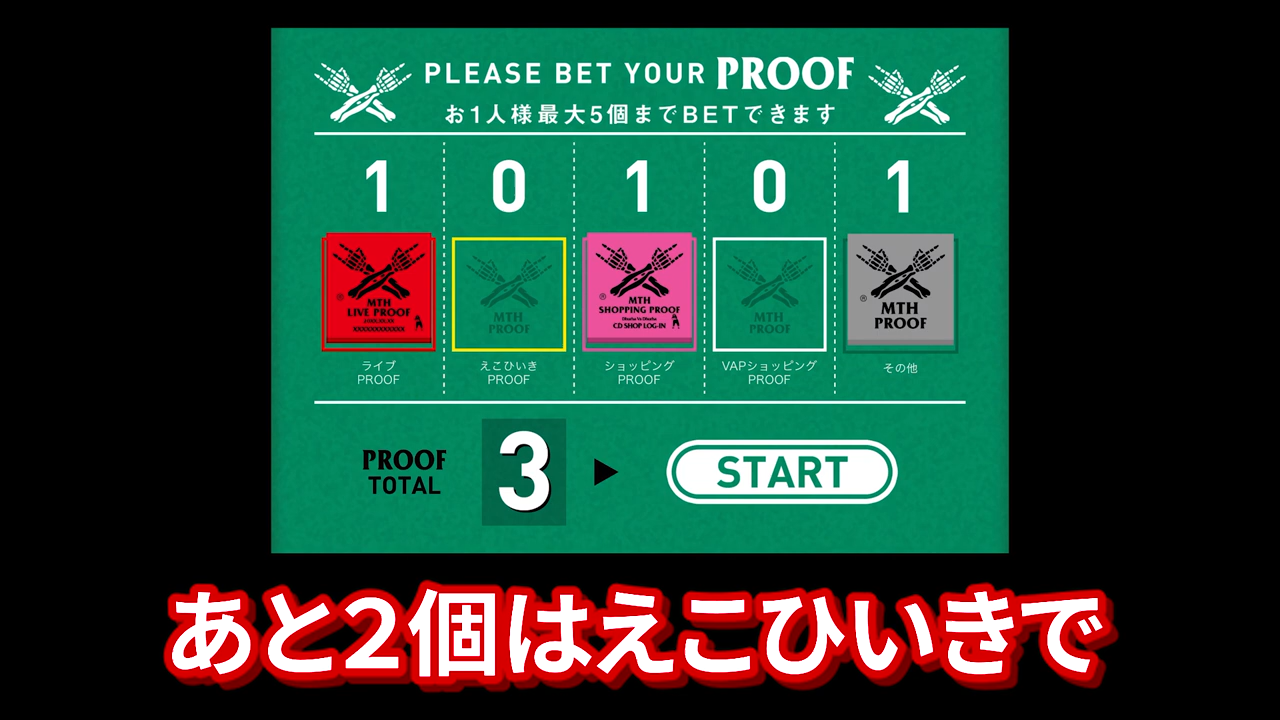 PLEASE BET YOUR PROOF
お1人様最大5個までBETできます
1 0 1 0 1
MTH
LIVE PROOF
XXXXXXXXXXXX
MTH
PROOF
MTH
SHOPPING PROOF
CD SHOP LOG-IN
MTH
PROOF
MTH
PROOF
ライブ
PROOF
えこひいき
PROOF
ショッピング
PROOF
VAPショッピング
PROOF
その他
PROOF
TOTAL
3
START
あと2個はえこひいきで